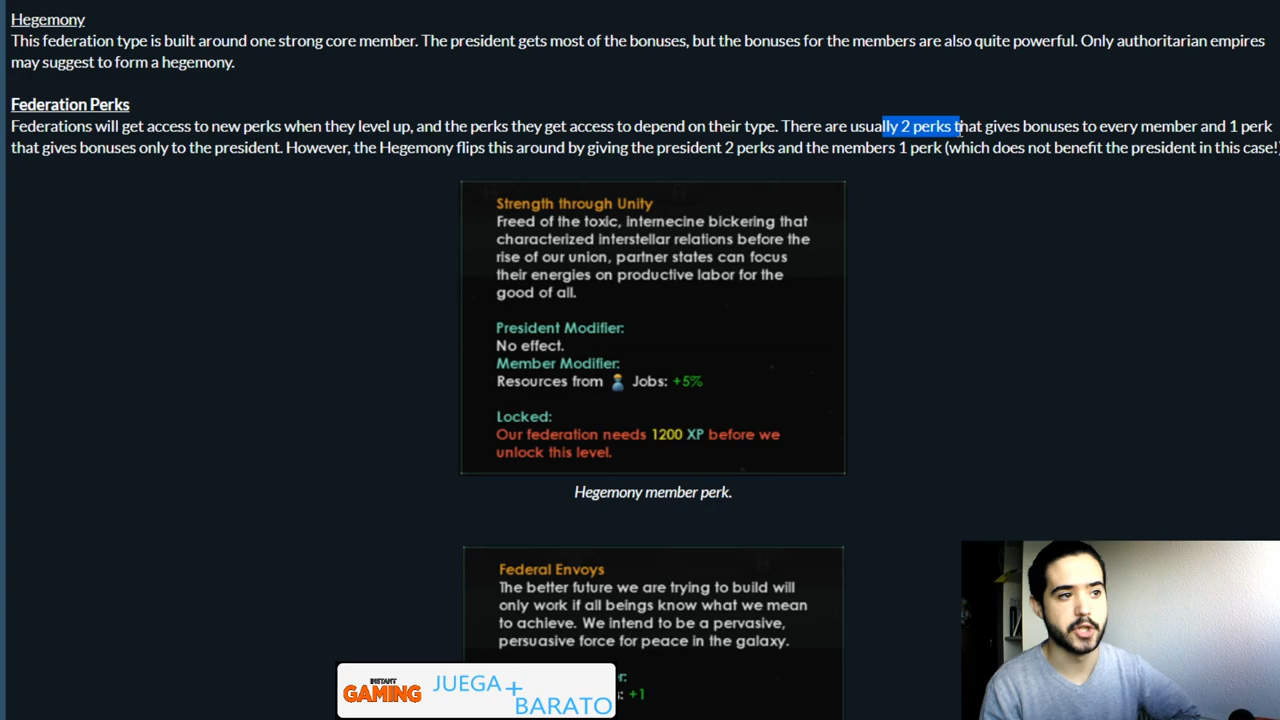 Hegemony
This federation type is built around one strong core member. The president gets most of the bonuses, but the bonuses for the members are also quite powerful. Only authoritarian empires
may suggest to form a hegemony.
Federation Perks
Federations will get access to new perks when they level up, and the perks they get access to depend on their type. There are usually 2 perks that gives bonuses to every member and 1 perk
that gives bonuses only to the president. However, the Hegemony flips this around by giving the president 2 perks and the members 1 perk (which does not benefit the president in this case!)
Strength through Unity
Freed of the toxic, internecine bickering that
characterized interstellar relations before the
rise of our union, partner states can focus
their energies on productive labor for the
good of all.
President Modifier:
No effect.
Member Modifier:
Resources from Jobs: +5%
Locked:
Our federation needs 1200 XP before we
unlock this level.
Hegemony member perk.
Federal Envoys
The better future we are trying to build will
only work if all beings know what we mean
to achieve. We intend to be a pervasive,
persuasive force for peace in the galaxy.
r:
: +1
INSTANT
GAMING
JUEGA+
BARATO